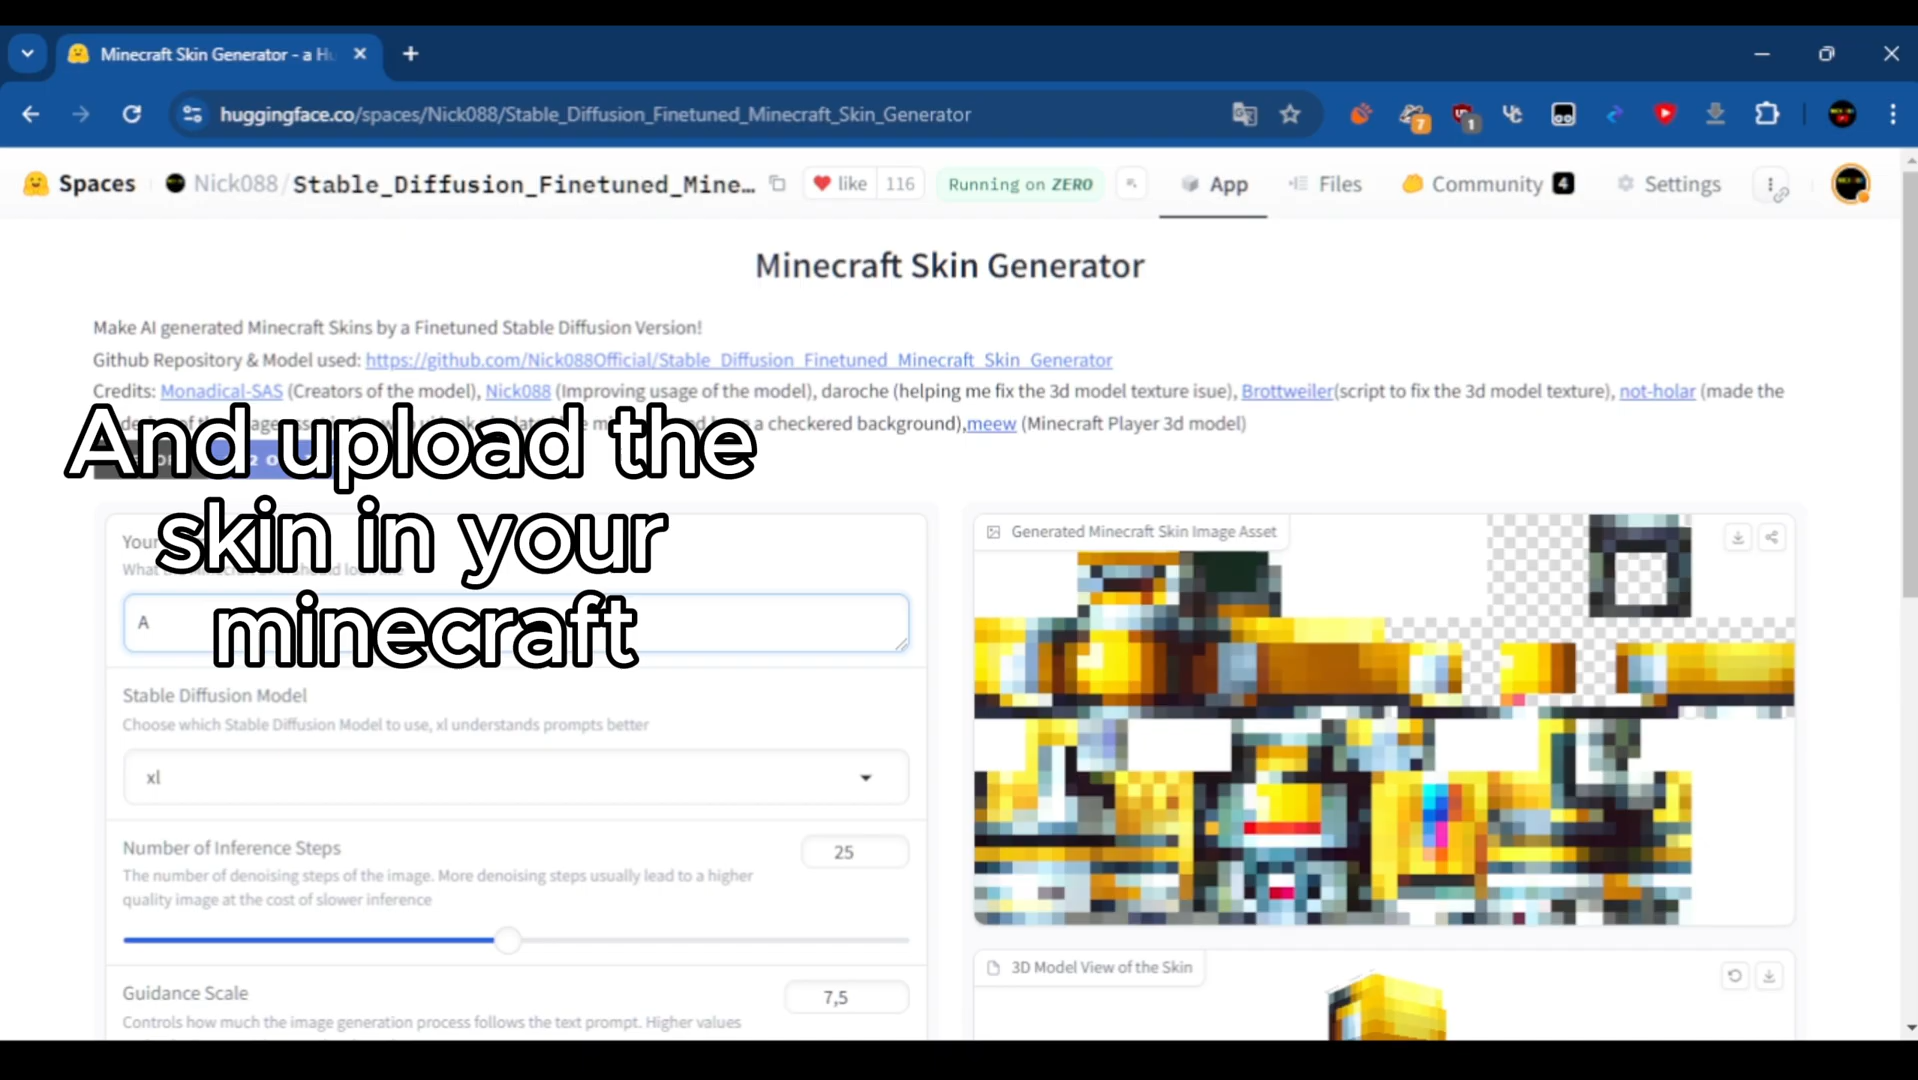 Minecraft Skin Generator - a Hu
huggingface.co/spaces/Nick088/Stable_Diffusion_Finetuned_Minecraft_Skin_Generator
7
1
Spaces
Nick088/Stable_Diffusion_Finetuned_Mine...
like
116
Running on ZERO
App
Files
Community 4
Settings
Minecraft Skin Generator
Make AI generated Minecraft Skins by a Finetuned Stable Diffusion Version!
Github Repository & Model used: https://github.com/Nick088Official/Stable_Diffusion_Finetuned_Minecraft_Skin_Generator
Credits: Monadical-SAS (Creators of the model), Nick088 (Improving usage of the model), daroche (helping me fix the 3d model texture isue), Brottweiler(script to fix the 3d model texture), not-holar (made the
a checkered background),meew (Minecraft Player 3d model)
And upload the
skin in your
minecraft
Your
A
Stable Diffusion Model
Choose which Stable Diffusion Model to use, xl understands prompts better
xl
Number of Inference Steps
25
The number of denoising steps of the image. More denoising steps usually lead to a higher
quality image at the cost of slower inference
Guidance Scale
7,5
Controls how much the image generation process follows the text prompt. Higher values
Generated Minecraft Skin Image Asset
3D Model View of the Skin